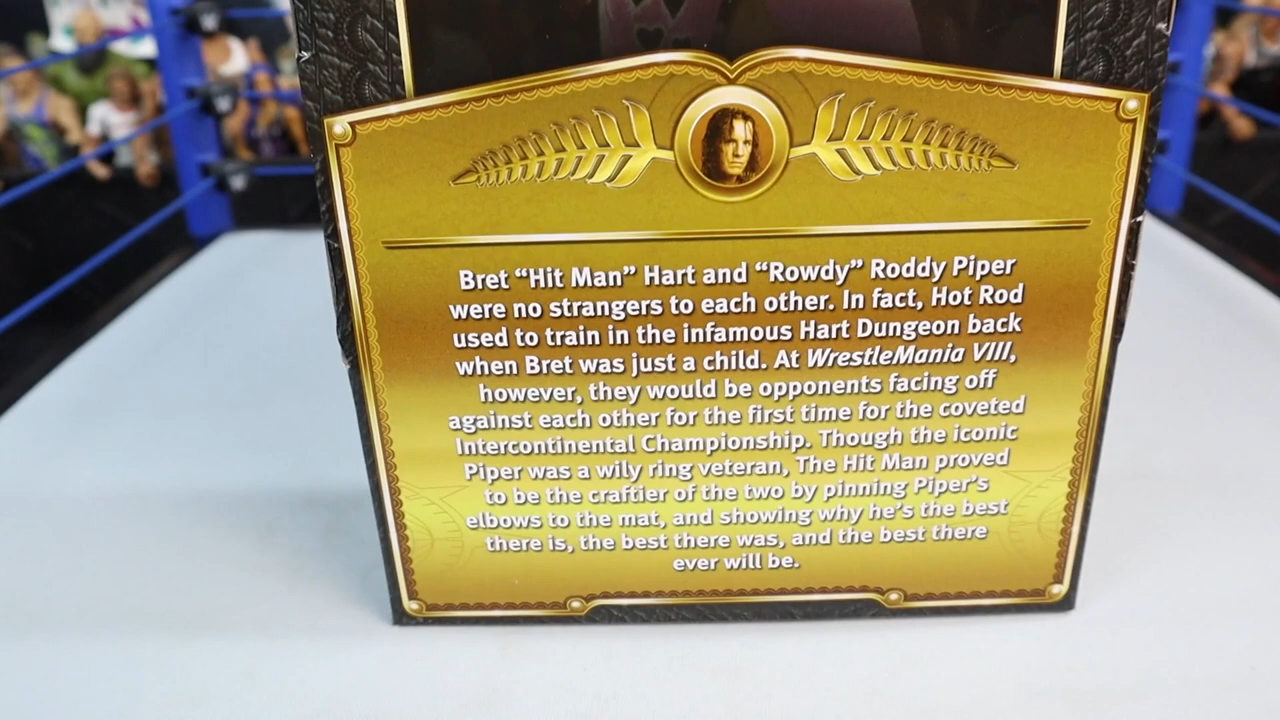 Bret “Hit Man” Hart and “Rowdy” Roddy Piper
were no strangers to each other. In fact, Hot Rod
used to train in the infamous Hart Dungeon back
when Bret was just a child. At WrestleMania VIII,
however, they would be opponents facing off
against each other for the first time for the coveted
Intercontinental Championship. Though the iconic
Piper was a wily ring veteran, The Hit Man proved
to be the craftier of the two by pinning Piper’s
elbows to the mat, and showing why he’s the best
there is, the best there was, and the best there
ever will be.